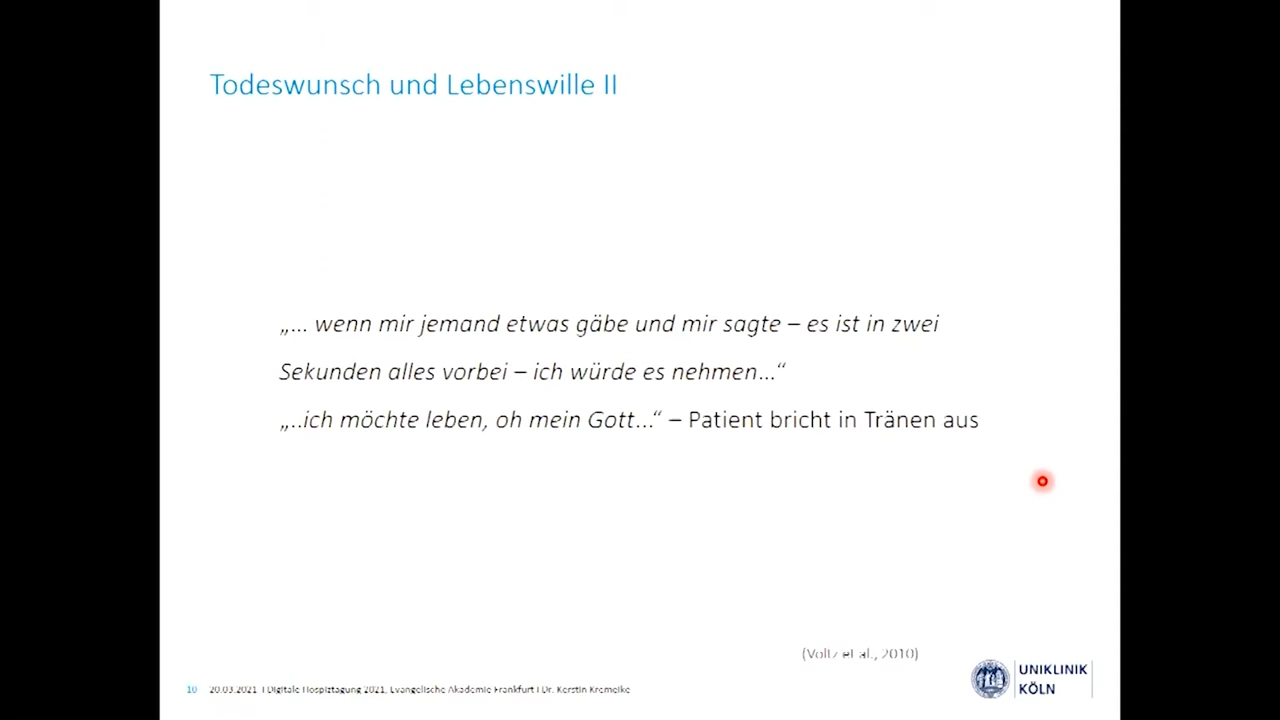 Todeswunsch und Lebenswille II
„... wenn mir jemand etwas gäbe und mir sagte – es ist in zwei
Sekunden alles vorbei – ich würde es nehmen...“
„..ich möchte leben, oh mein Gott...“ – Patient bricht in Tränen aus
(Voltz et al., 2010)
UNIKLINIK
KÖLN
10 20.03.2021 I Digitale Hospiztagung 2021, Evangelische Akademie Frankfurt I Dr. Kerstin Kremeike